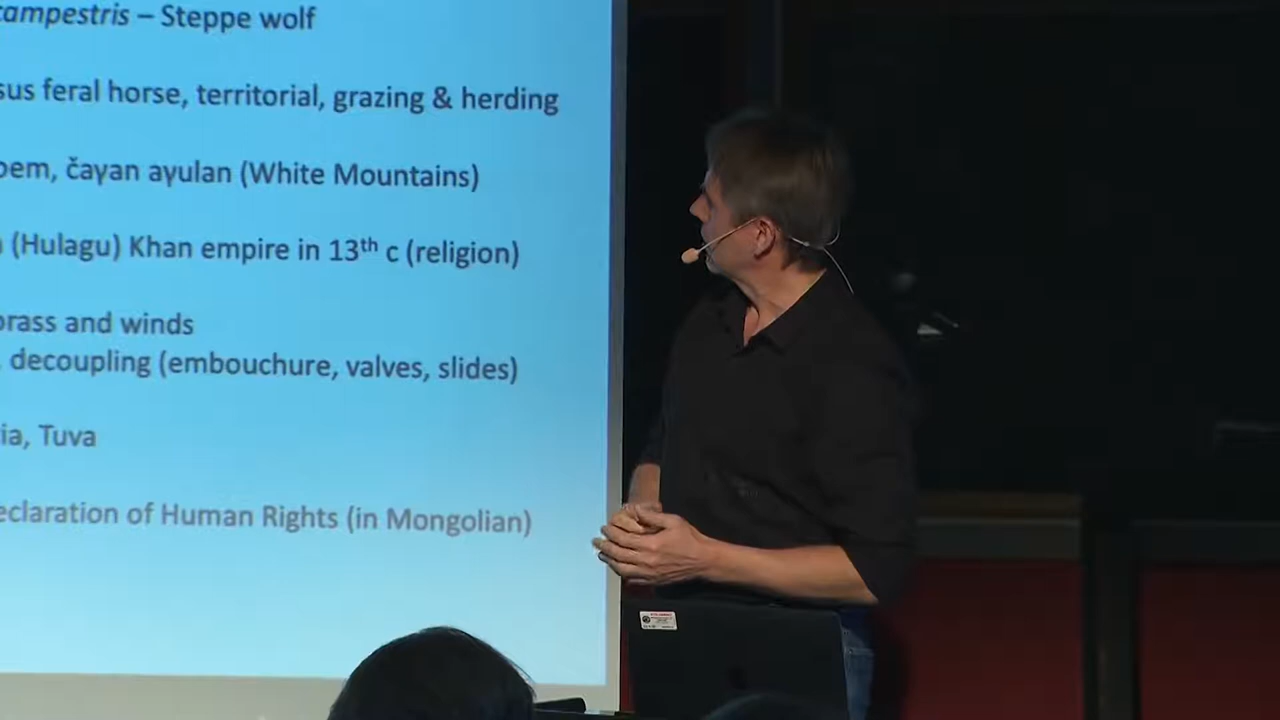 campestris – Steppe wolf
sus feral horse, territorial, grazing & herding
oem, čaγan aγulan (White Mountains)
(Hulagu) Khan empire in 13th c (religion)
brass and winds
, decoupling (embouchure, valves, slides)
ia, Tuva
eclaration of Human Rights (in Mongolian)